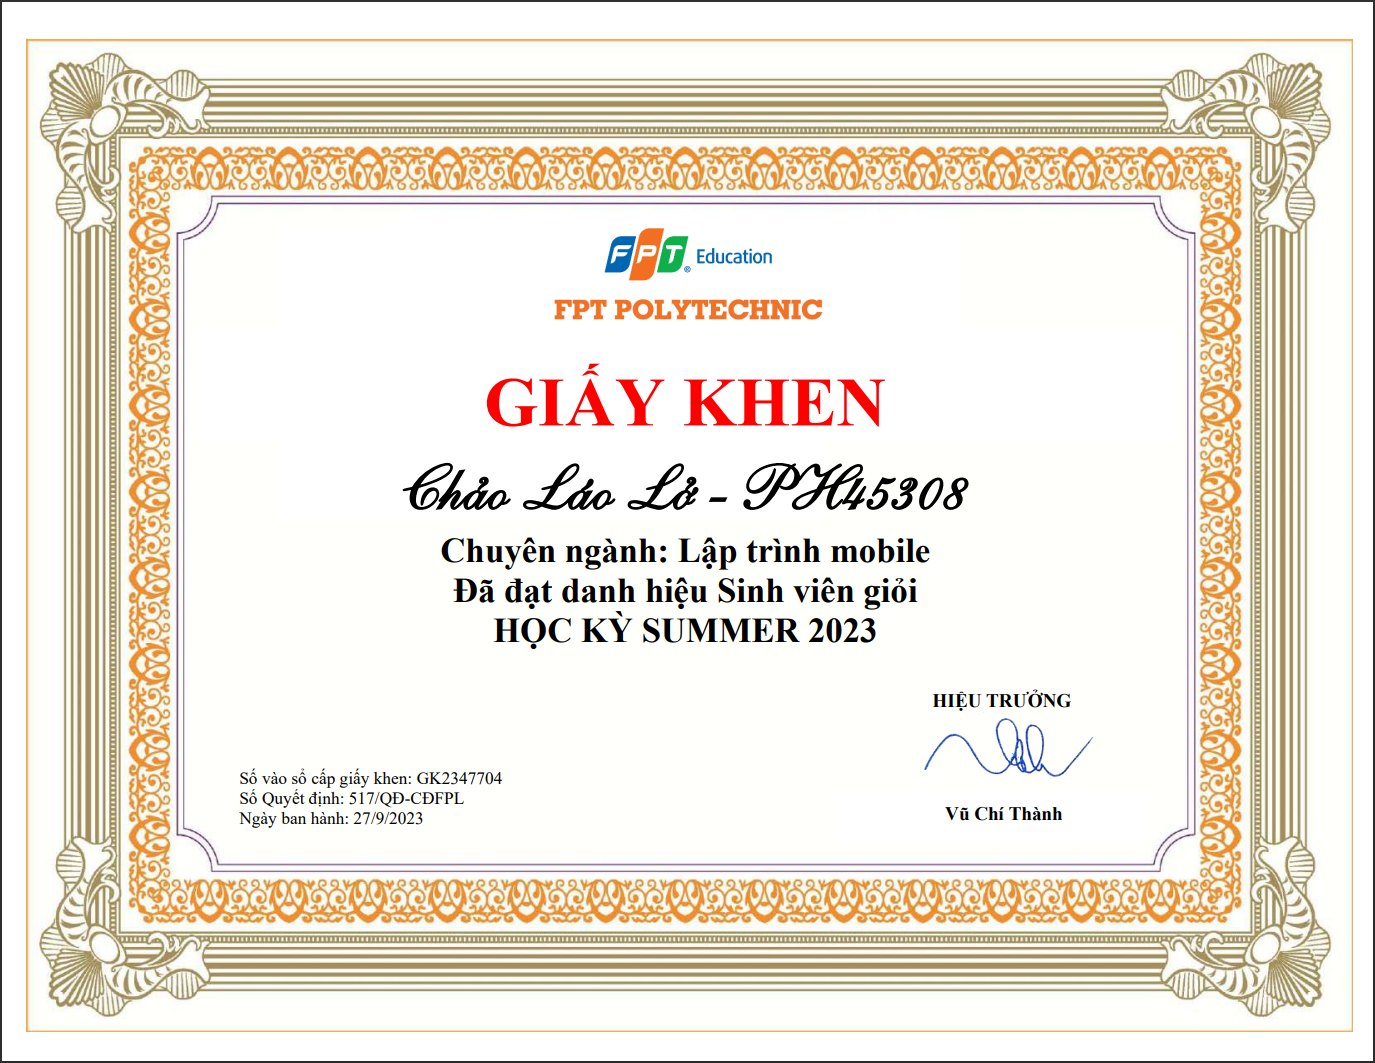 FPT Education
FPT POLYTECHNIC
GIẤY KHEN
Chảo Láo Lở - PH45308
Chuyên ngành: Lập trình mobile
Đã đạt danh hiệu Sinh viên giỏi
HỌC KỲ SUMMER 2023
HIỆU TRƯỞNG
Vũ Chí Thành
Số vào sổ cấp giấy khen: GK2347704
Số Quyết định: 517/QĐ-CĐFPL
Ngày ban hành: 27/9/2023